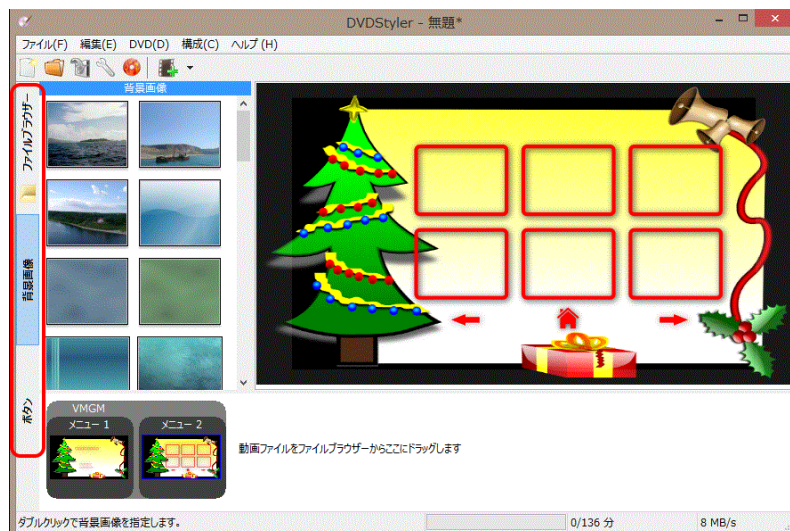 DVDStyler - 無題*
ファイル(F) 編集(E) DVD(D) 構成(C) ヘルプ(H)
背景画像
ファイルブラウザー
背景画像
ボタン
VMGM
メニュー 1 メニュー 2
動画ファイルをファイルブラウザーからここにドラッグします
ダブルクリックで背景画像を指定します。 0/136 分 8 MB/s